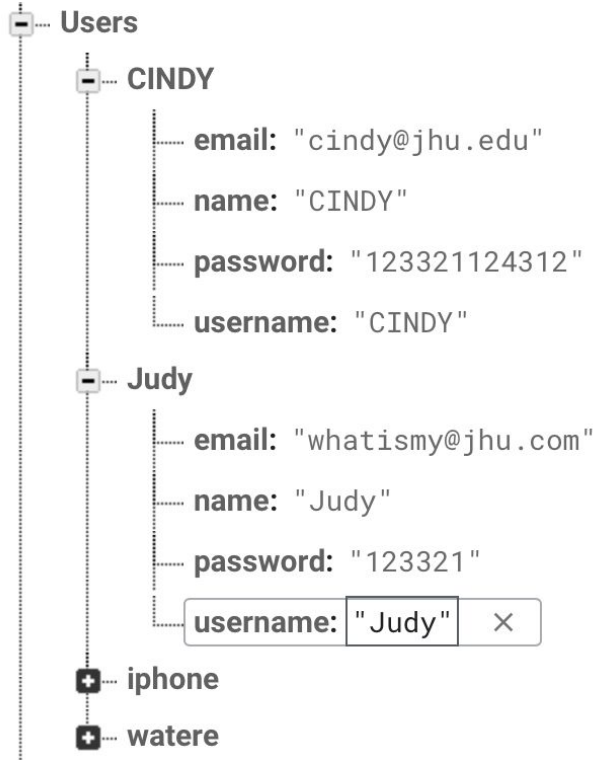 Users
CINDY
email: "cindy@jhu.edu"
name: "CINDY"
password: "123321124312"
username: "CINDY"
Judy
email: "whatismy@jhu.com"
name: "Judy"
password: "123321"
username: "Judy"
iphone
watere